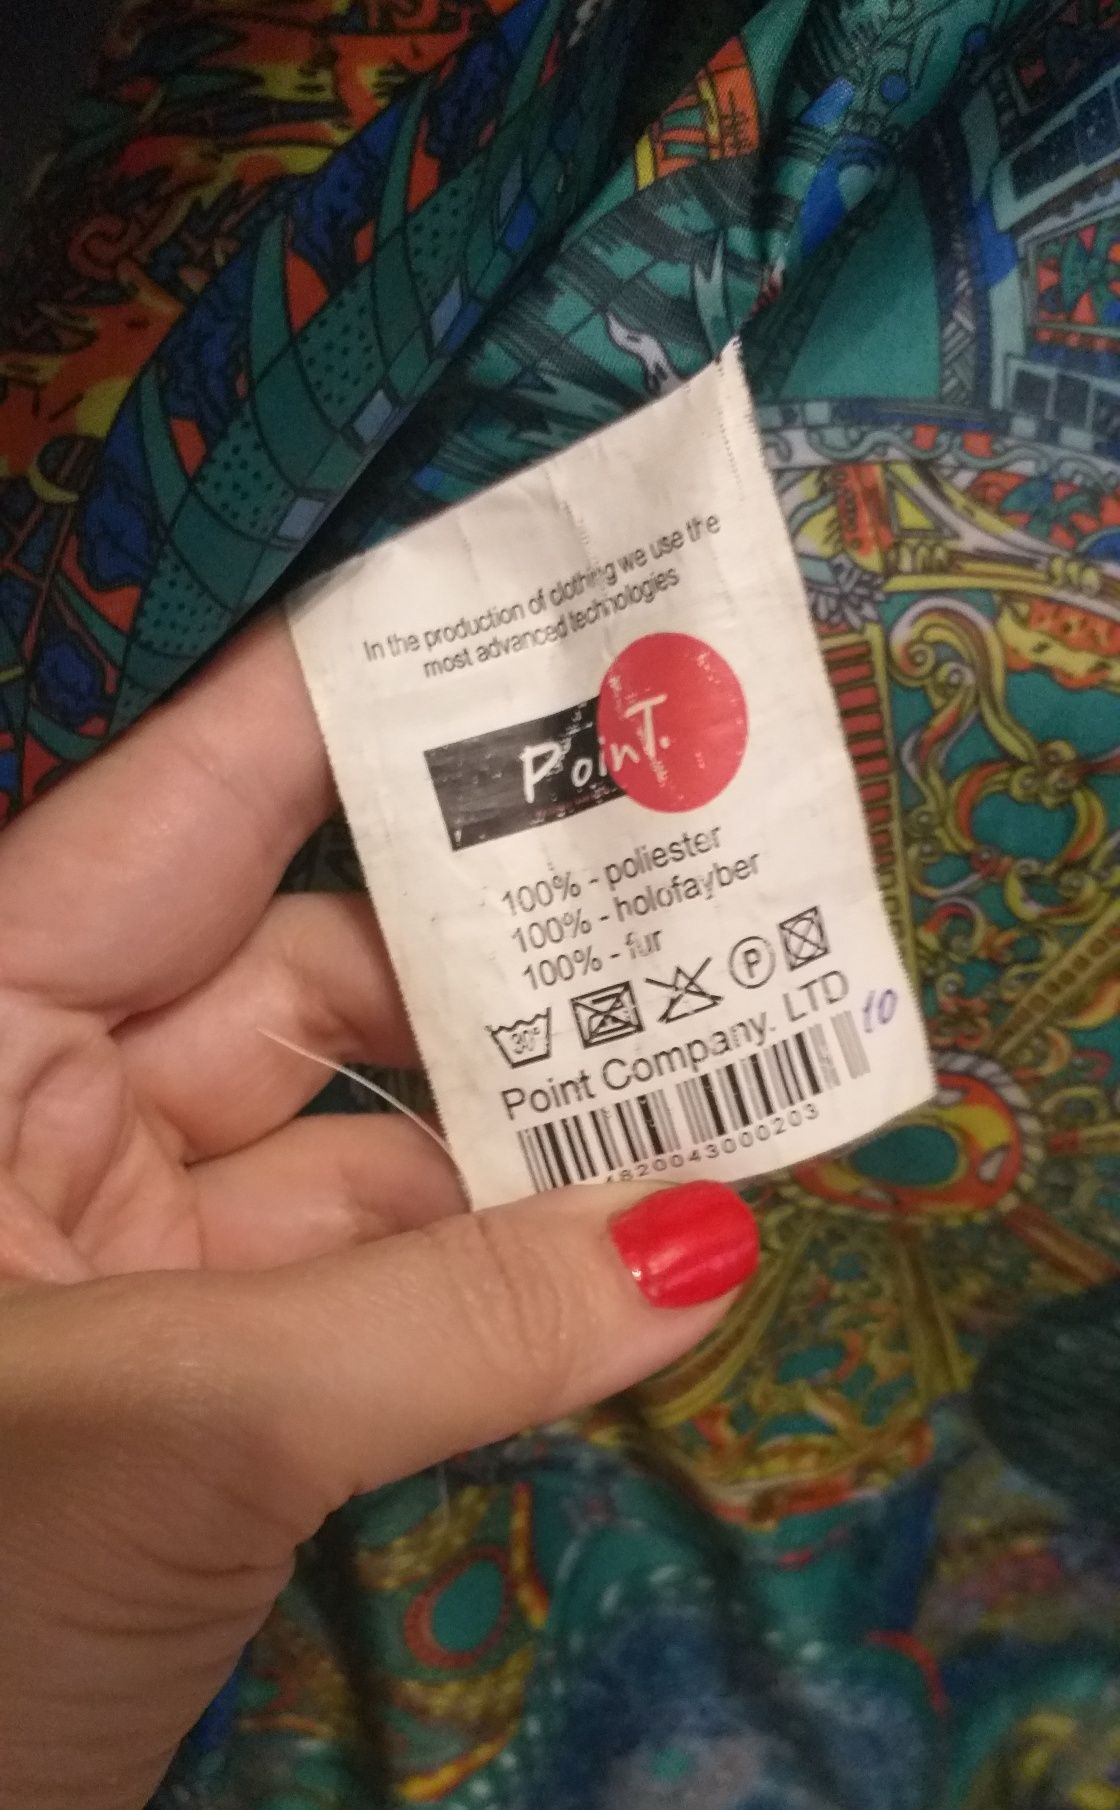 In the production of clothing we use the
most advanced technologies
PoinT.
100% - poliester
100% - holofayber
100% - fur
30° P
Point Company. LTD
10
4820043000203